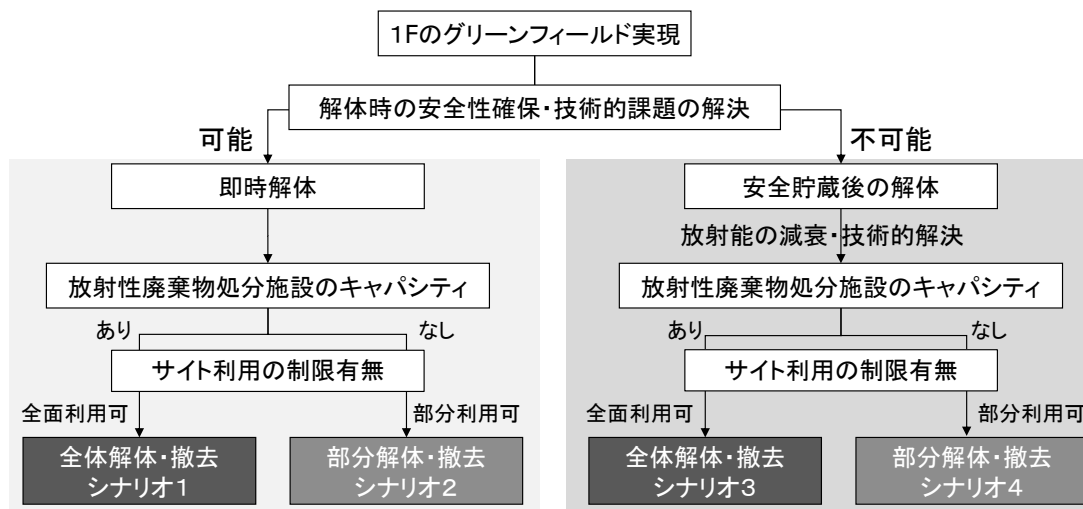 1Fのグリーンフィールド実現
解体時の安全性確保・技術的課題の解決
可能
不可能
即時解体
放射性廃棄物処分施設のキャパシティ
あり
なし
サイト利用の制限有無
全面利用可
部分利用可
全体解体・撤去
シナリオ1
部分解体・撤去
シナリオ2
安全貯蔵後の解体
放射能の減衰・技術的解決
放射性廃棄物処分施設のキャパシティ
あり
なし
サイト利用の制限有無
全面利用可
部分利用可
全体解体・撤去
シナリオ3
部分解体・撤去
シナリオ4